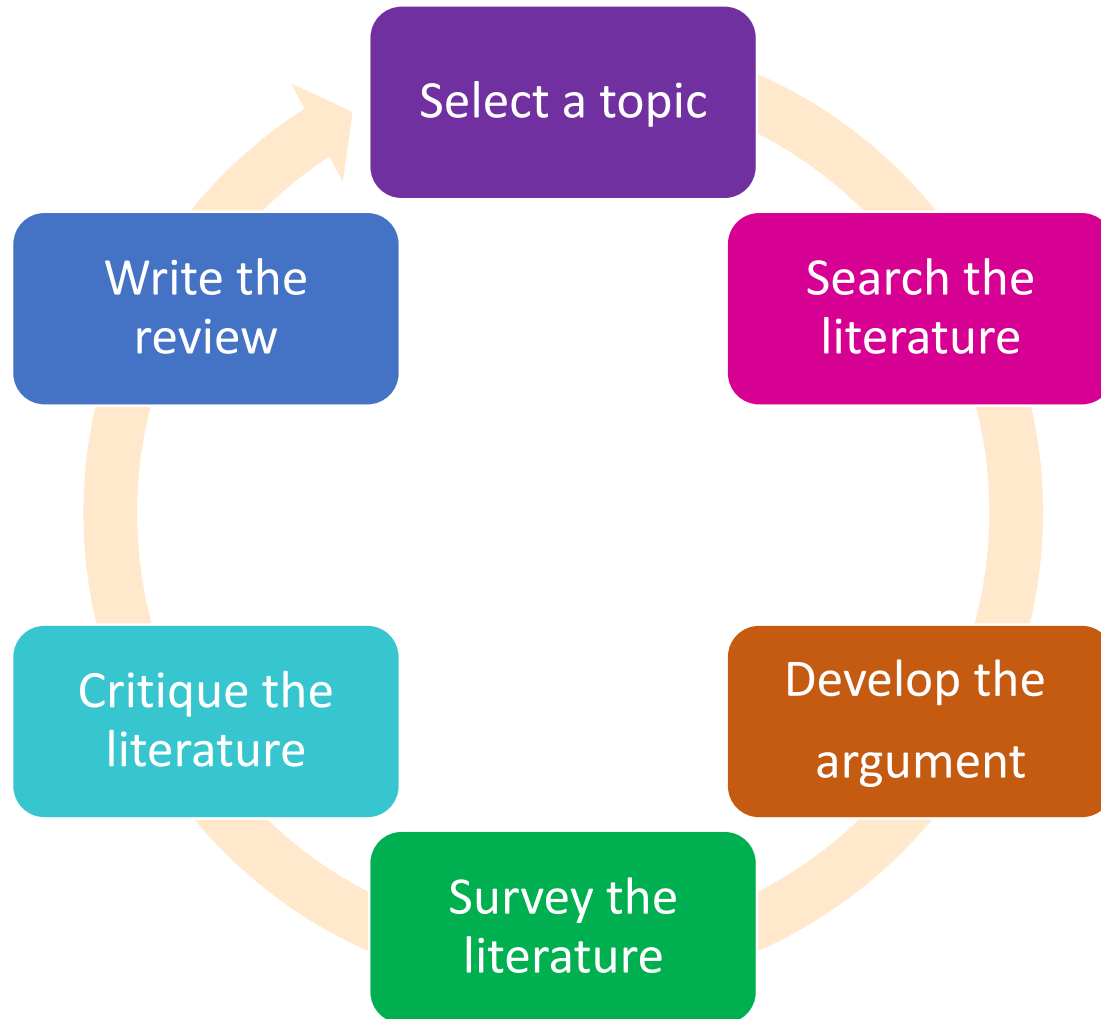 Select a topic
Search the
literature
Develop the
argument
Survey the
literature
Critique the
literature
Write the
review